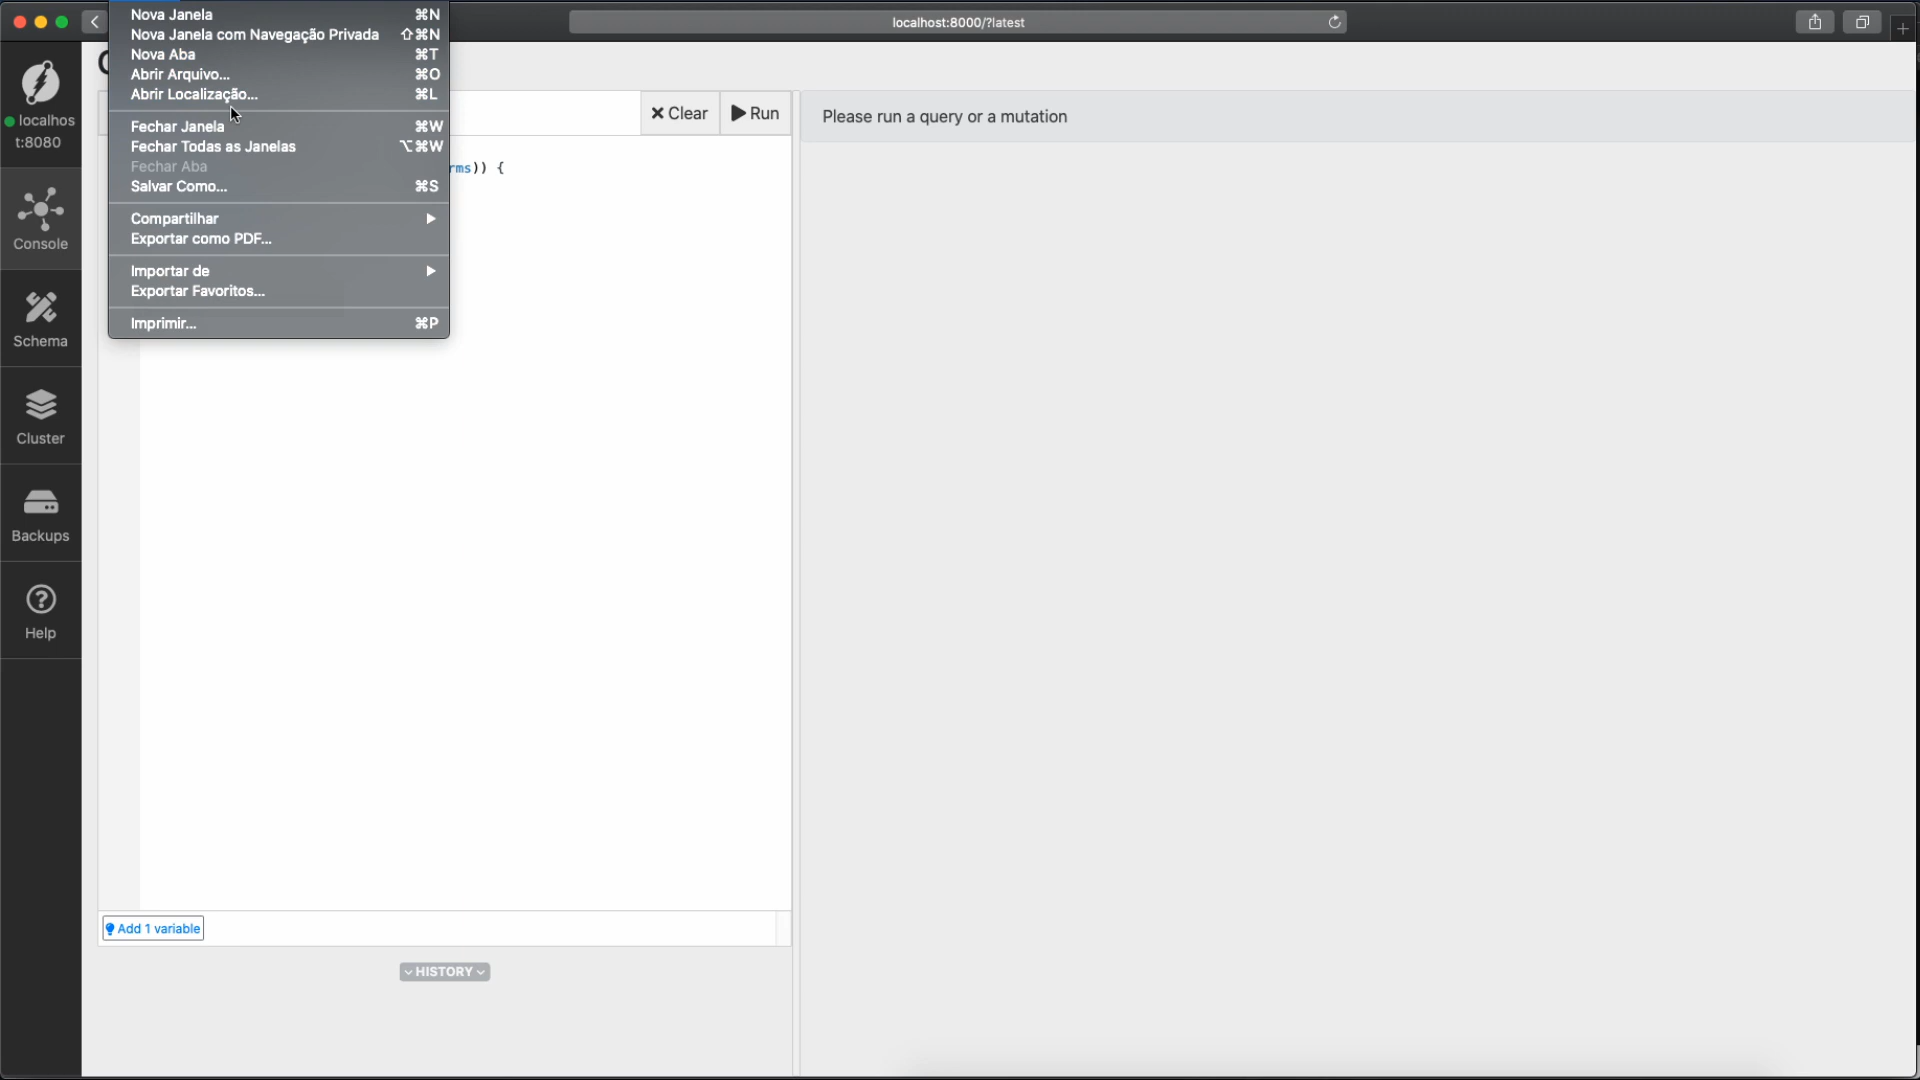 localhost:8000/?latest
Nova Janela ⌘N
Nova Janela com Navegação Privada ⇧⌘N
Nova Aba ⌘T
Abrir Arquivo... ⌘O
Abrir Localização... ⌘L
Fechar Janela ⌘W
Fechar Todas as Janelas ⌥⌘W
Fechar Aba
Salvar Como... ⌘S
Compartilhar
Exportar como PDF...
Importar de
Exportar Favoritos...
Imprimir... ⌘P
localhos
t:8080
Console
Schema
Cluster
Backups
Help
Clear Run
rms)) {
Add 1 variable
HISTORY
Please run a query or a mutation